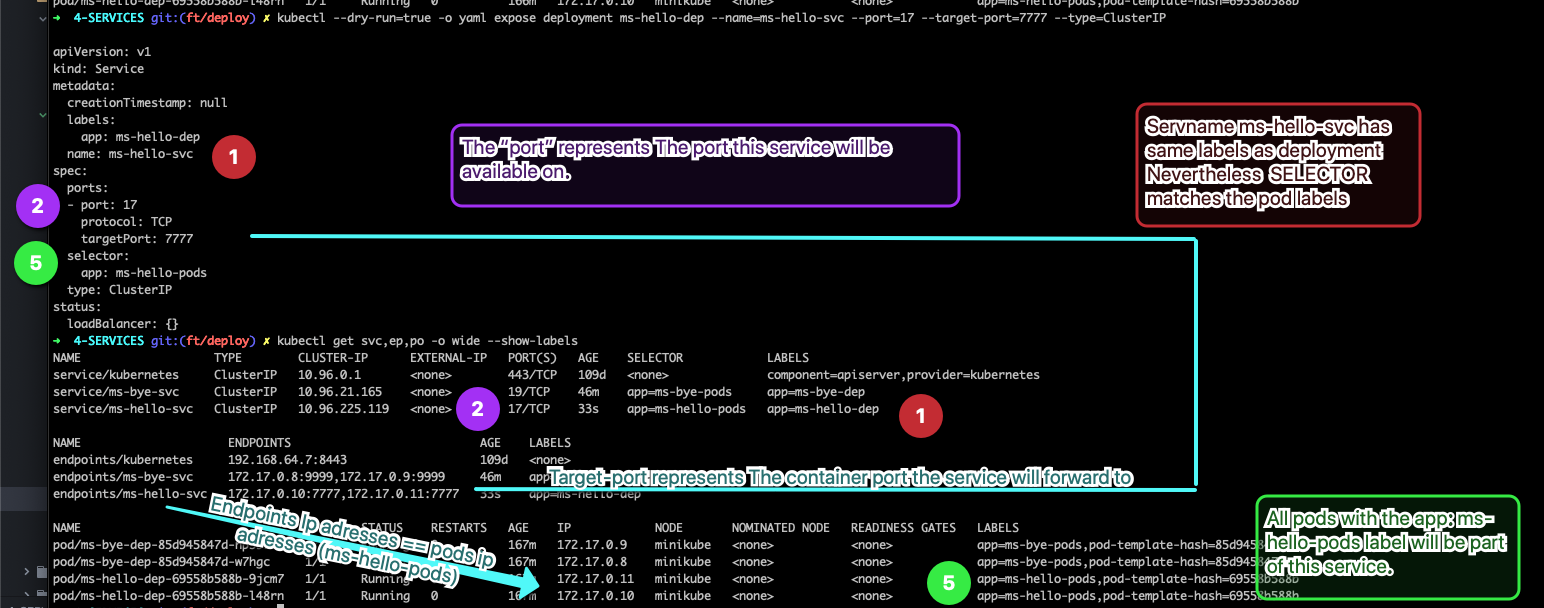 pod/ms-hello-dep-69558b588b-l48rn 1/1 Running 0 166m 172.17.0.10 minikube <none> <none> app=ms-hello-pods,pod-template-hash=69558b588b
➜ 4-SERVICES git:(ft/deploy) ✗ kubectl --dry-run=true -o yaml expose deployment ms-hello-dep --name=ms-hello-svc --port=17 --target-port=7777 --type=ClusterIP
apiVersion: v1
kind: Service
metadata:
creationTimestamp: null
labels:
app: ms-hello-dep
name: ms-hello-svc
1
spec:
ports:
2
- port: 17
protocol: TCP
targetPort: 7777
5
selector:
app: ms-hello-pods
type: ClusterIP
status:
loadBalancer: {}
The “port” represents The port this service will be
available on.
Servname ms-hello-svc has
same labels as deployment
Nevertheless SELECTOR
matches the pod labels
➜ 4-SERVICES git:(ft/deploy) ✗ kubectl get svc,ep,po -o wide --show-labels
NAME TYPE CLUSTER-IP EXTERNAL-IP PORT(S) AGE SELECTOR LABELS
service/kubernetes ClusterIP 10.96.0.1 <none> 443/TCP 109d <none> component=apiserver,provider=kubernetes
service/ms-bye-svc ClusterIP 10.96.21.165 <none> 19/TCP 46m app=ms-bye-pods app=ms-bye-dep
service/ms-hello-svc ClusterIP 10.96.225.119 <none> 2 17/TCP 33s app=ms-hello-pods app=ms-hello-dep 1
NAME ENDPOINTS AGE LABELS
endpoints/kubernetes 192.168.64.7:8443 109d <none>
endpoints/ms-bye-svc 172.17.0.8:9999,172.17.0.9:9999 46m
Target-port represents The container port the service will forward to
endpoints/ms-hello-svc 172.17.0.10:7777,172.17.0.11:7777 33s app=ms-hello-dep
Endpoints Ip adresses == pods ip
adresses (ms-hello-pods)
NAME STATUS RESTARTS AGE IP NODE NOMINATED NODE READINESS GATES LABELS
pod/ms-bye-dep-85d945847d- 167m 172.17.0.9 minikube <none> <none> app=ms-bye-pods,pod-template-hash=85d945
pod/ms-bye-dep-85d945847d-w7hgc 167m 172.17.0.8 minikube <none> <none> app=ms-bye-pods,pod-template-hash=85d945
pod/ms-hello-dep-69558b588b-9jcm7 1/1 Running 172.17.0.11 minikube <none> <none> app=ms-hello-pods,pod-template-hash=69558b588b
pod/ms-hello-dep-69558b588b-l48rn 1/1 Running 0 172.17.0.10 minikube <none> <none> 5 app=ms-hello-pods,pod-template-hash=69558b588b
All pods with the app: ms-
hello-pods label will be part
of this service.